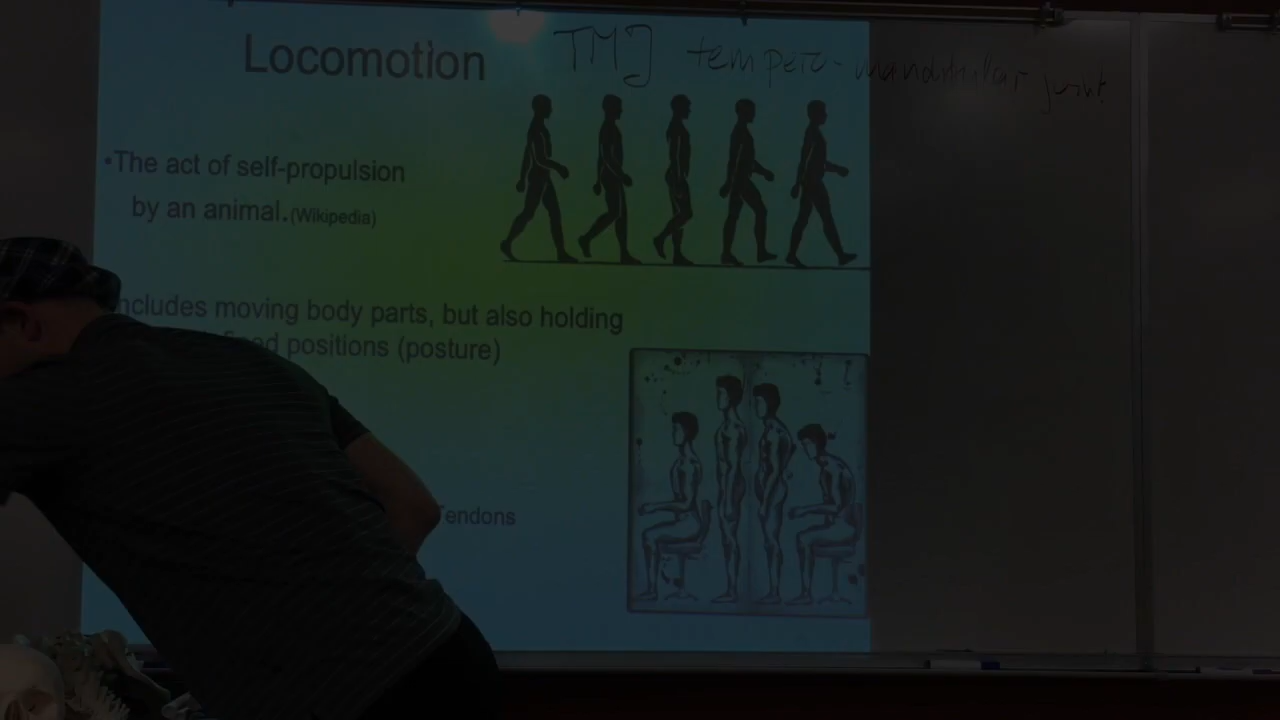 Locomotion
TMJ tempero-mandibular joint
•The act of self-propulsion
by an animal.(Wikipedia)
ncludes moving body parts, but also holding
positions (posture)
Tendons